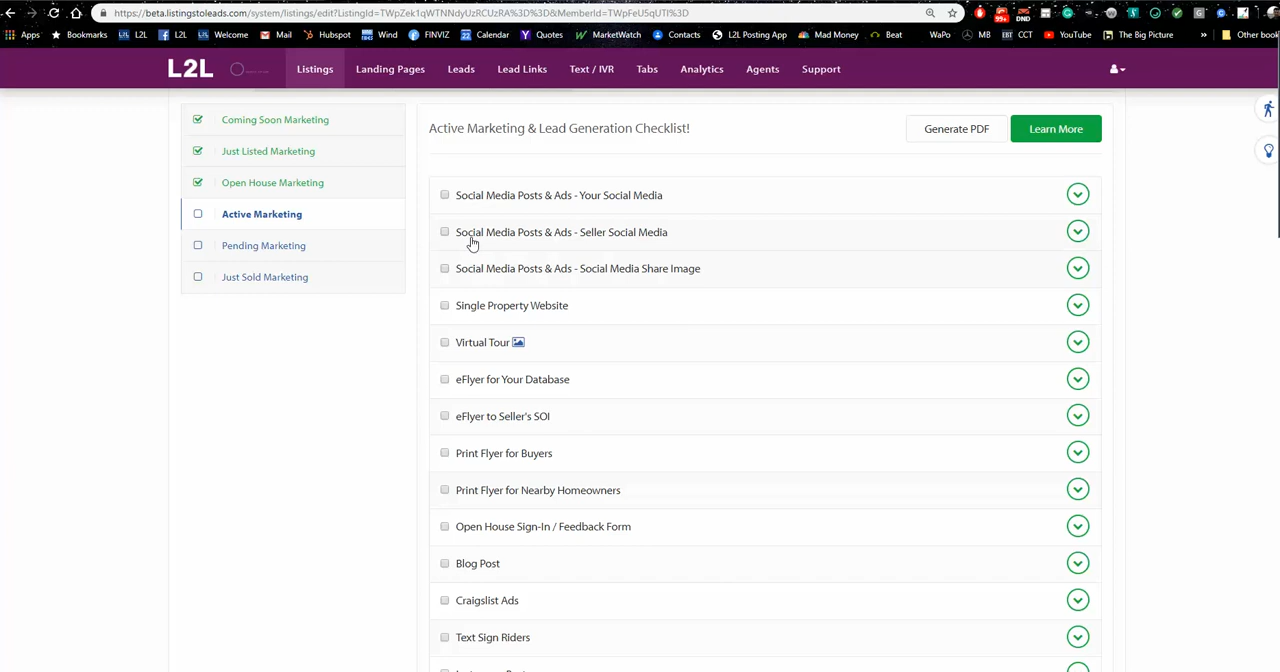 https://beta.listingstoleads.com/system/listings/edit?ListingId=TWpZek1qWTNNdyUzRCUzRA%3D%3D&MemberId=TWpFeU5qUTI%3D
Apps Bookmarks L2L L2L Welcome Mail Hubspot Wind FINVIZ Calendar Quotes MarketWatch Contacts L2L Posting App Mad Money Beat WaPo MB CCT YouTube The Big Picture » Other book
L2L Listings Landing Pages Leads Lead Links Text / IVR Tabs Analytics Agents Support
Coming Soon Marketing
Just Listed Marketing
Open House Marketing
Active Marketing
Pending Marketing
Just Sold Marketing
Active Marketing & Lead Generation Checklist!
Generate PDF
Learn More
Social Media Posts & Ads - Your Social Media
Social Media Posts & Ads - Seller Social Media
Social Media Posts & Ads - Social Media Share Image
Single Property Website
Virtual Tour
eFlyer for Your Database
eFlyer to Seller's SOI
Print Flyer for Buyers
Print Flyer for Nearby Homeowners
Open House Sign-In / Feedback Form
Blog Post
Craigslist Ads
Text Sign Riders